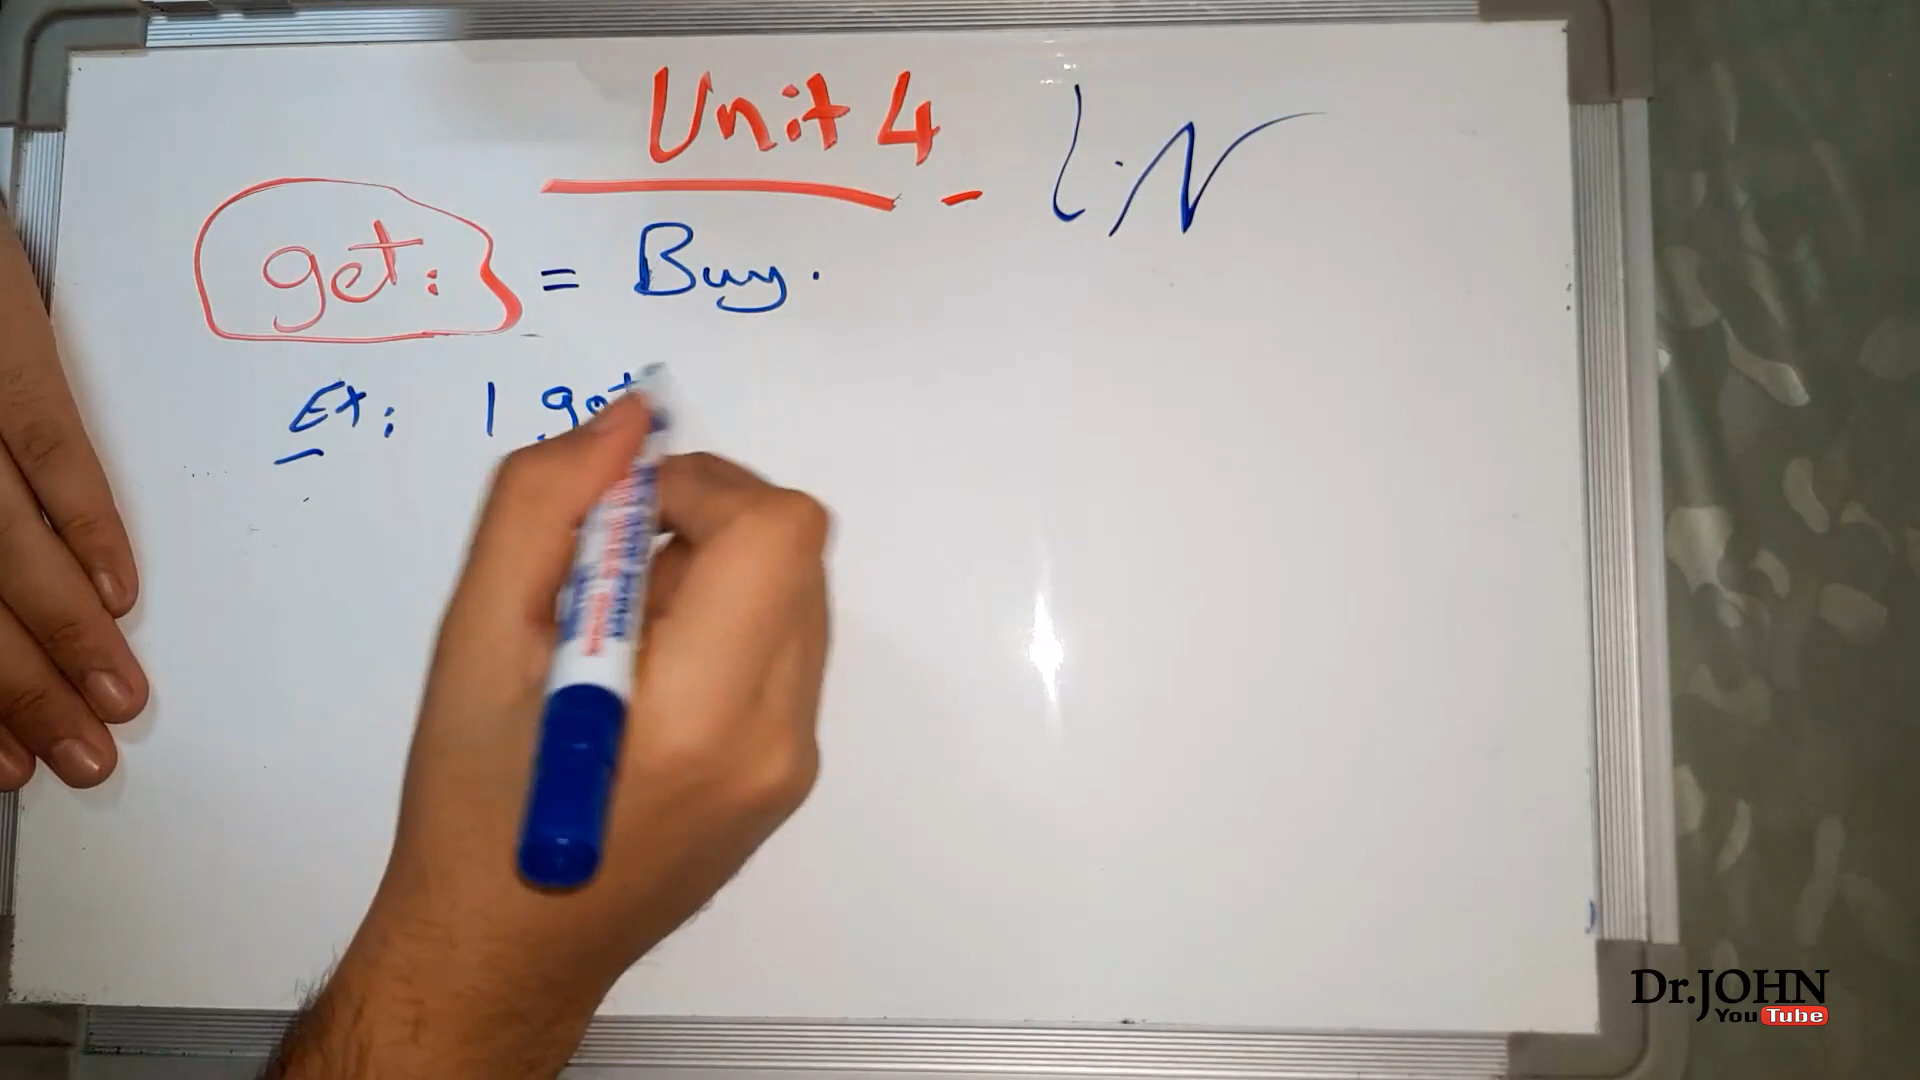 Unit 4
get: = Buy.
Ex: I got
Dr.JOHN
YouTube